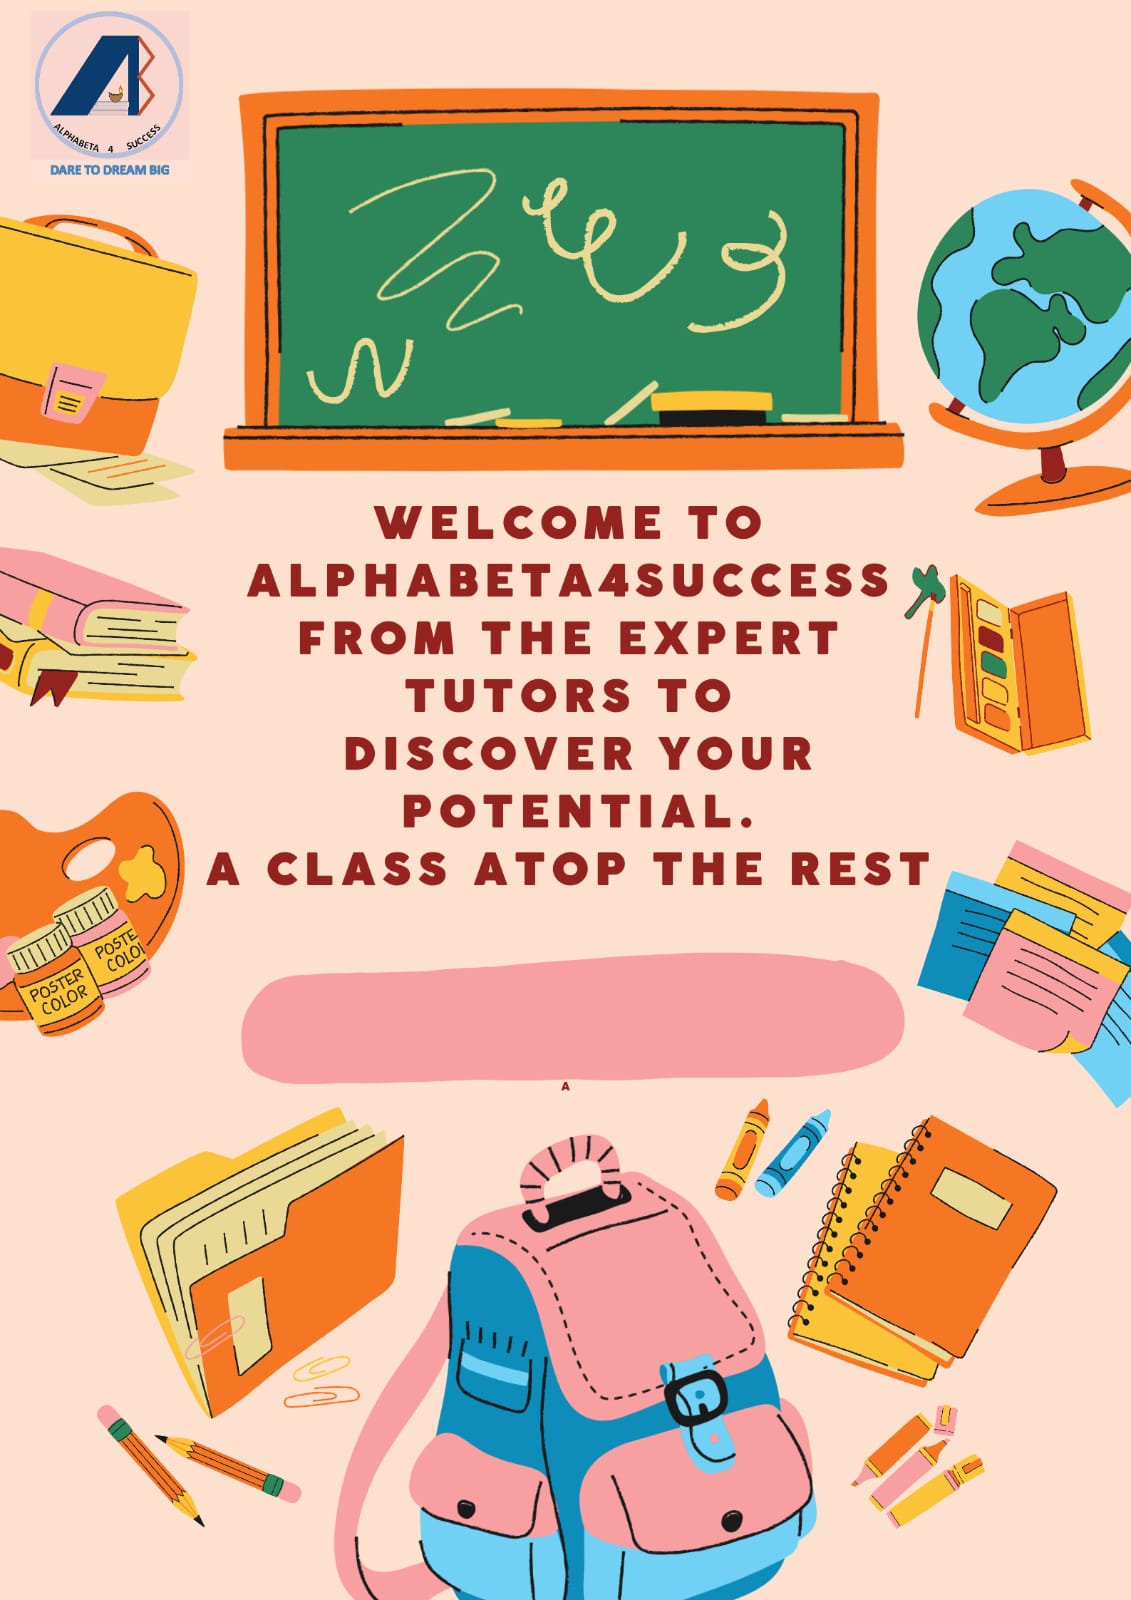 ALPHABETA 4 SUCCESS
DARE TO DREAM BIG
WELCOME TO
ALPHABETA4SUCCESS
FROM THE EXPERT
TUTORS TO
DISCOVER YOUR
POTENTIAL.
A CLASS ATOP THE REST
POSTER
COLOR
POSTE
COLO
A